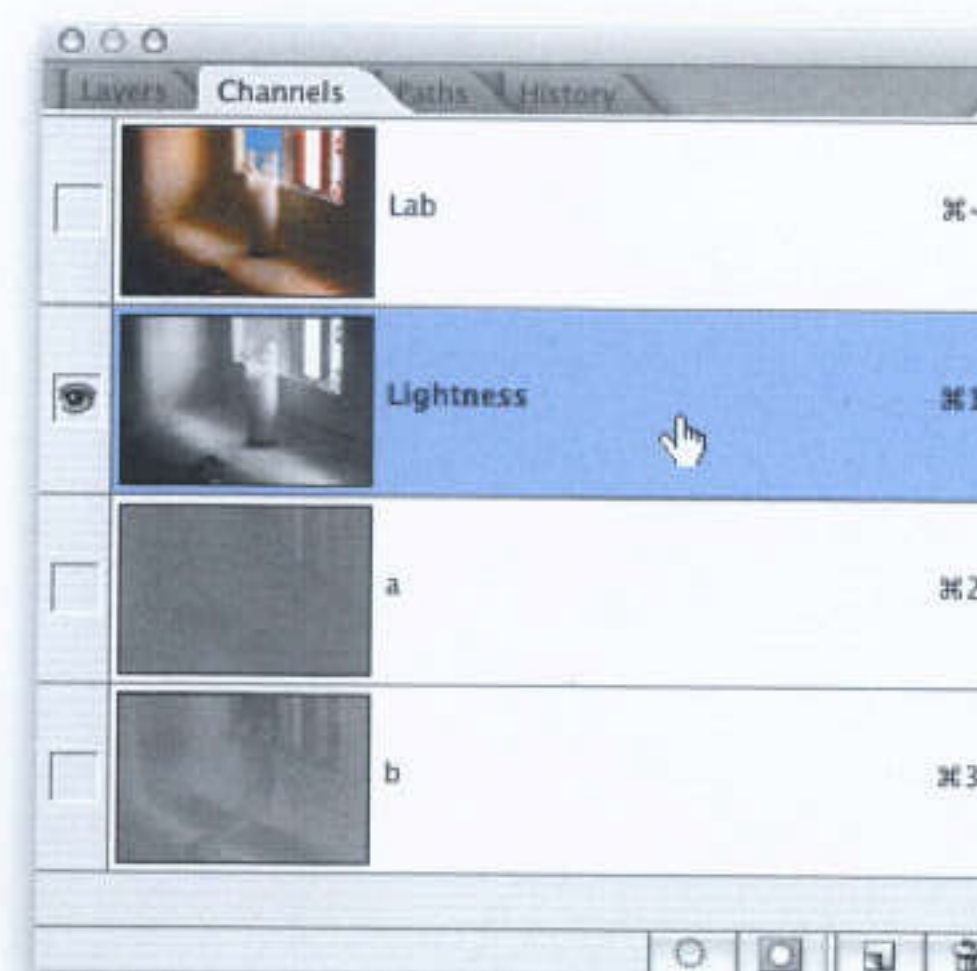 Layers Channels Paths History
Lab ⌘~
Lightness ⌘1
a ⌘2
b ⌘3